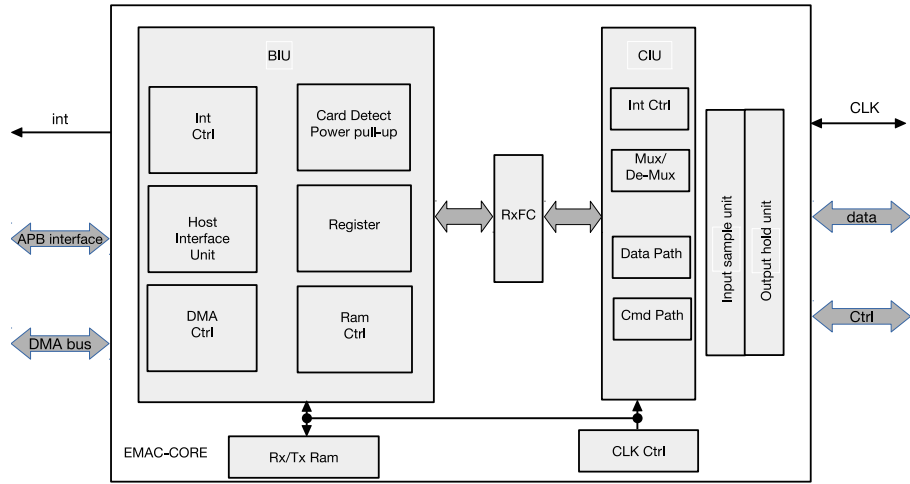 BIU
CIU
Int
Ctrl
Card Detect
Power pull-up
Int Ctrl
int
CLK
Mux/
De-Mux
Host
Interface
Unit
Register
RxFC
APB interface
data
Data Path
Input sample unit
Output hold unit
DMA
Ctrl
Ram
Ctrl
Cmd Path
DMA bus
Ctrl
EMAC-CORE
Rx/Tx Ram
CLK Ctrl